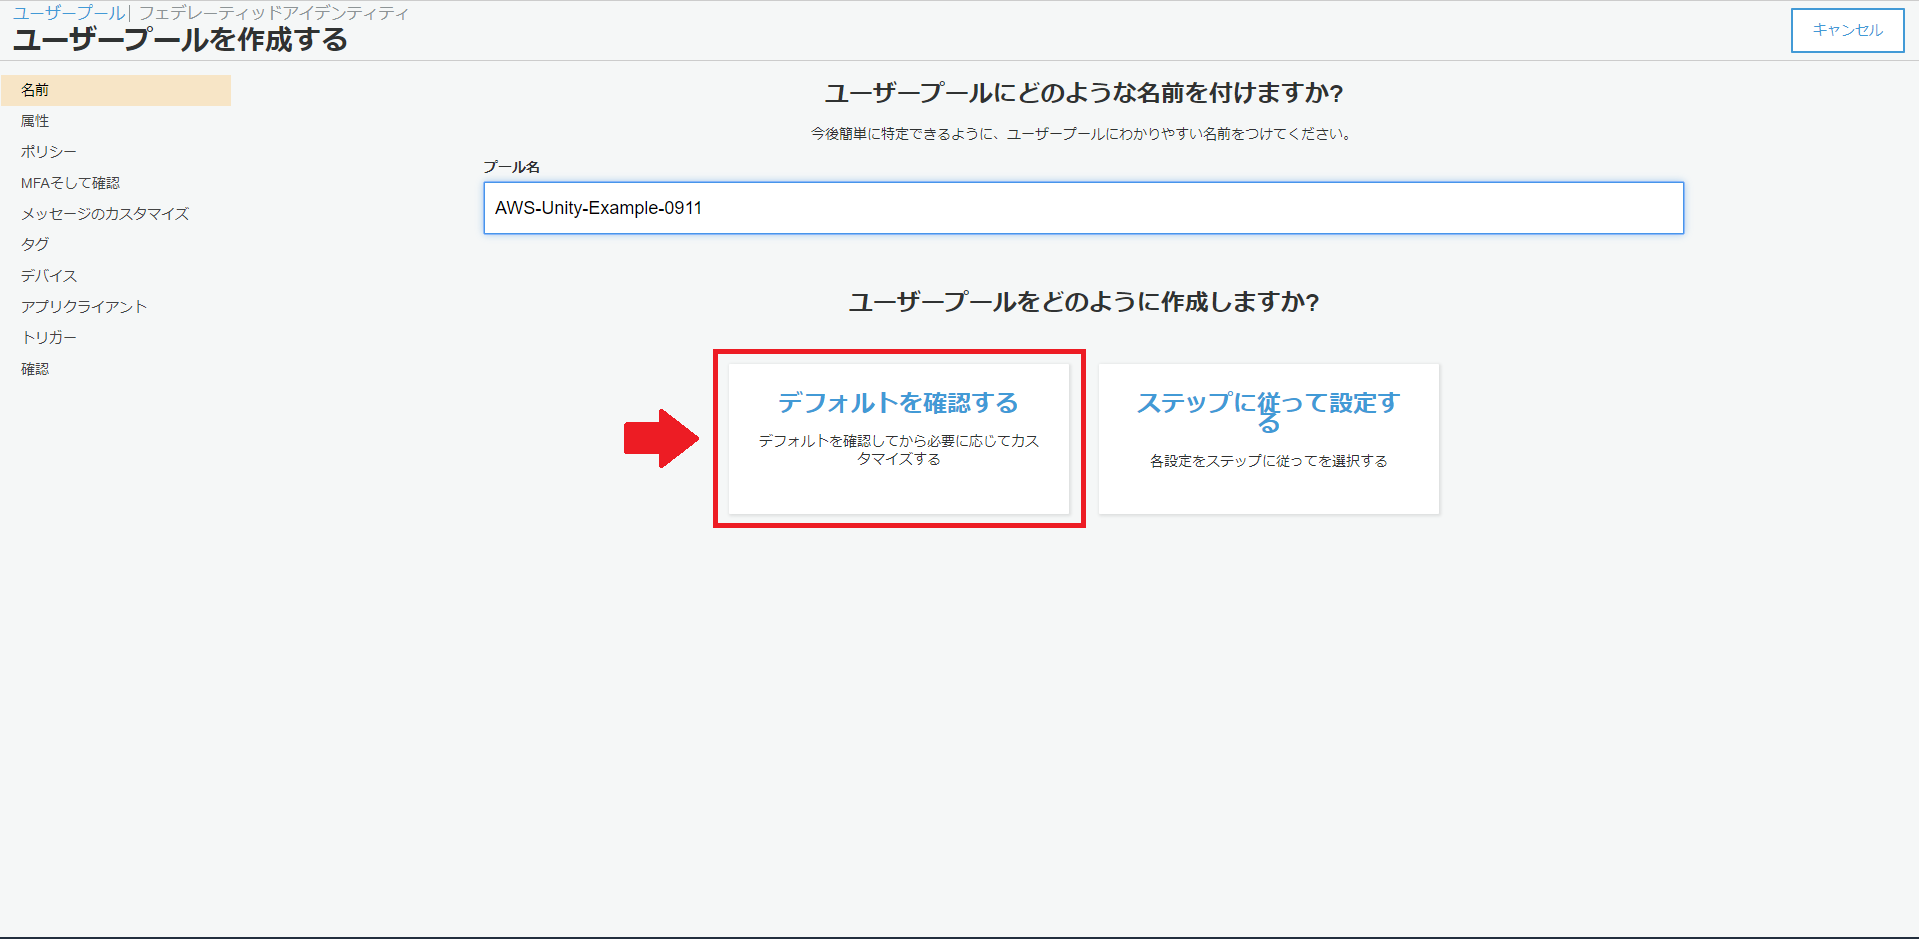 ユーザープール| フェデレーティッドアイデンティティ
ユーザープールを作成する
キャンセル
名前
属性
ポリシー
MFAそして確認
メッセージのカスタマイズ
タグ
デバイス
アプリクライアント
トリガー
確認
ユーザープールにどのような名前を付けますか?
今後簡単に特定できるように、ユーザープールにわかりやすい名前をつけてください。
プール名
AWS-Unity-Example-0911
ユーザープールをどのように作成しますか?
デフォルトを確認する
デフォルトを確認してから必要に応じてカス
タマイズする
ステップに従って設定す
る
各設定をステップに従ってを選択する